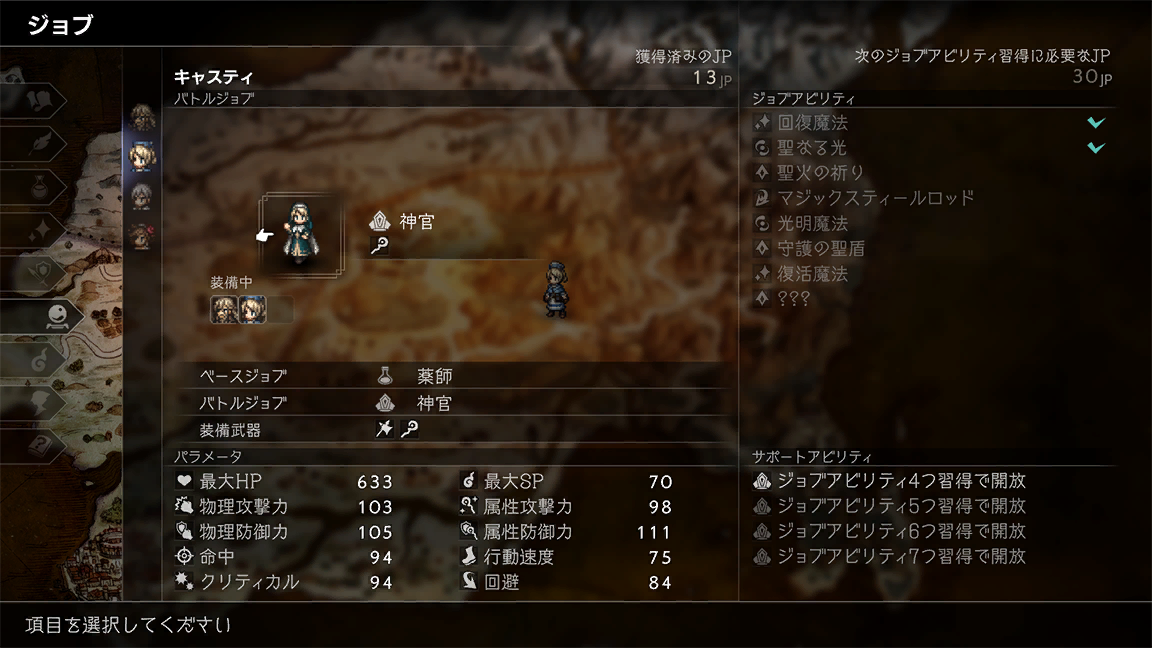 ジョブ
獲得済みのJP
13JP
次のジョブアビリティ習得に必要なJP
30JP
キャスティ
バトルジョブ
神官
装備中
ベースジョブ 薬師
バトルジョブ 神官
装備武器
パラメータ
最大HP 633 最大SP 70
物理攻撃力 103 属性攻撃力 98
物理防御力 105 属性防御力 111
命中 94 行動速度 75
クリティカル 94 回避 84
ジョブアビリティ
回復魔法
聖なる光
聖火の祈り
マジックスティールロッド
光明魔法
守護の聖盾
復活魔法
???
サポートアビリティ
ジョブアビリティ4つ習得で開放
ジョブアビリティ5つ習得で開放
ジョブアビリティ6つ習得で開放
ジョブアビリティ7つ習得で開放
項目を選択してください